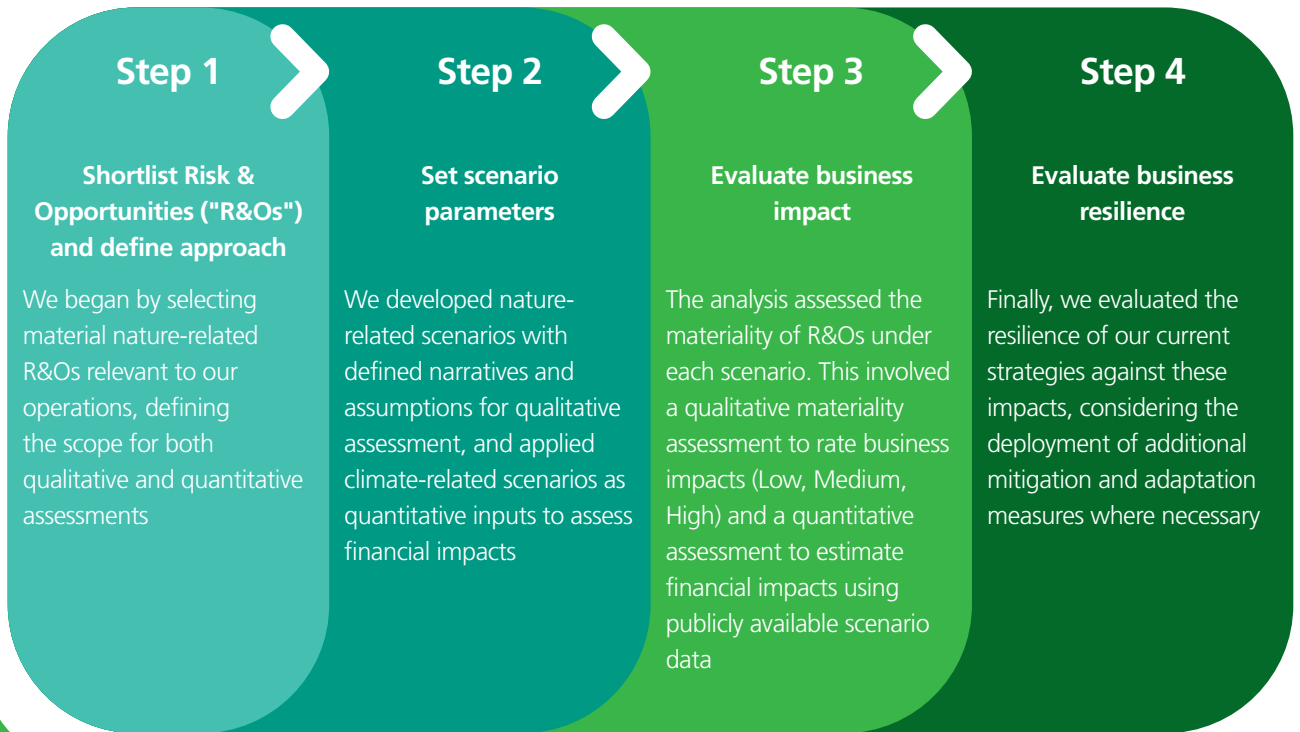 Step 1
Shortlist Risk &
Opportunities ("R&Os")
and define approach
We began by selecting
material nature-related
R&Os relevant to our
operations, defining
the scope for both
qualitative and quantitative
assessments
Step 2
Set scenario
parameters
We developed nature-
related scenarios with
defined narratives and
assumptions for qualitative
assessment, and applied
climate-related scenarios as
quantitative inputs to assess
financial impacts
Step 3
Evaluate business
impact
The analysis assessed the
materiality of R&Os under
each scenario. This involved
a qualitative materiality
assessment to rate business
impacts (Low, Medium,
High) and a quantitative
assessment to estimate
financial impacts using
publicly available scenario
data
Step 4
Evaluate business
resilience
Finally, we evaluated the
resilience of our current
strategies against these
impacts, considering the
deployment of additional
mitigation and adaptation
measures where necessary